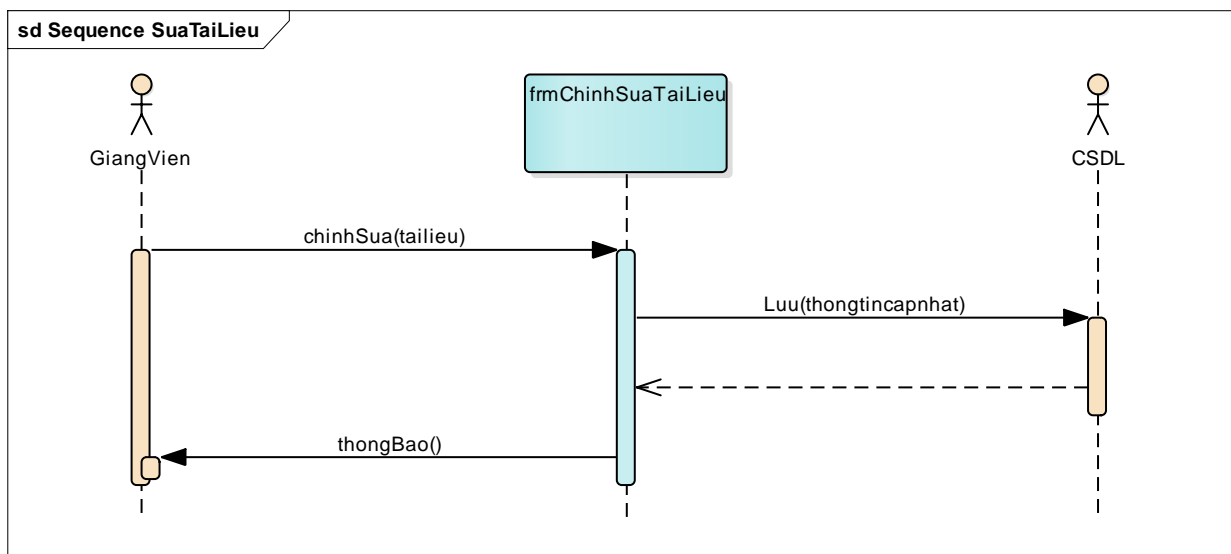 sd Sequence SuaTaiLieu
GiangVien
frmChinhSuaTaiLieu
CSDL
chinhSua(tailieu)
Luu(thongtincapnhat)
thongBao()